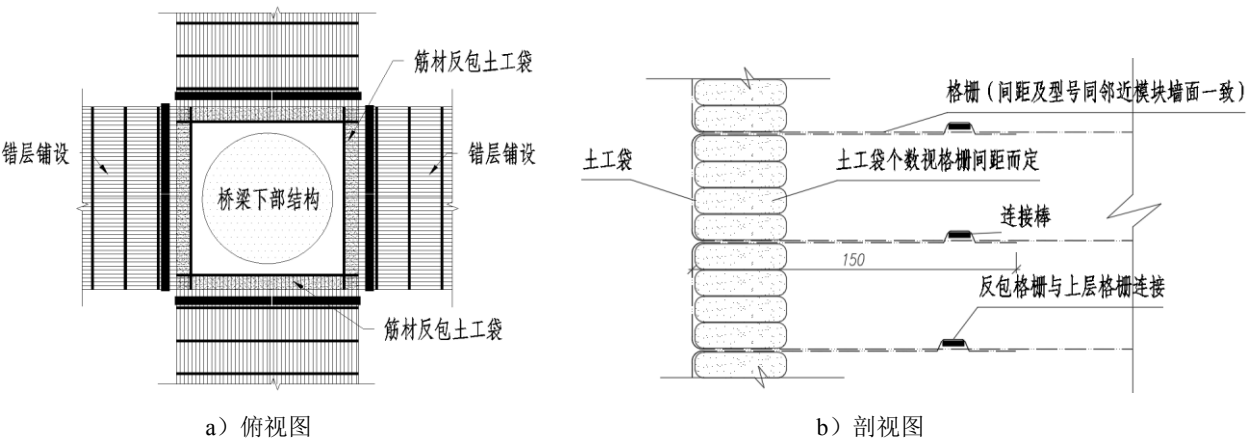 筋材反包土工袋
错层铺设
错层铺设
桥梁下部结构
筋材反包土工袋
a）俯视图
格栅（间距及型号同邻近模块墙面一致）
土工袋
土工袋个数视格栅间距而定
连接棒
150
反包格栅与上层格栅连接
b）剖视图